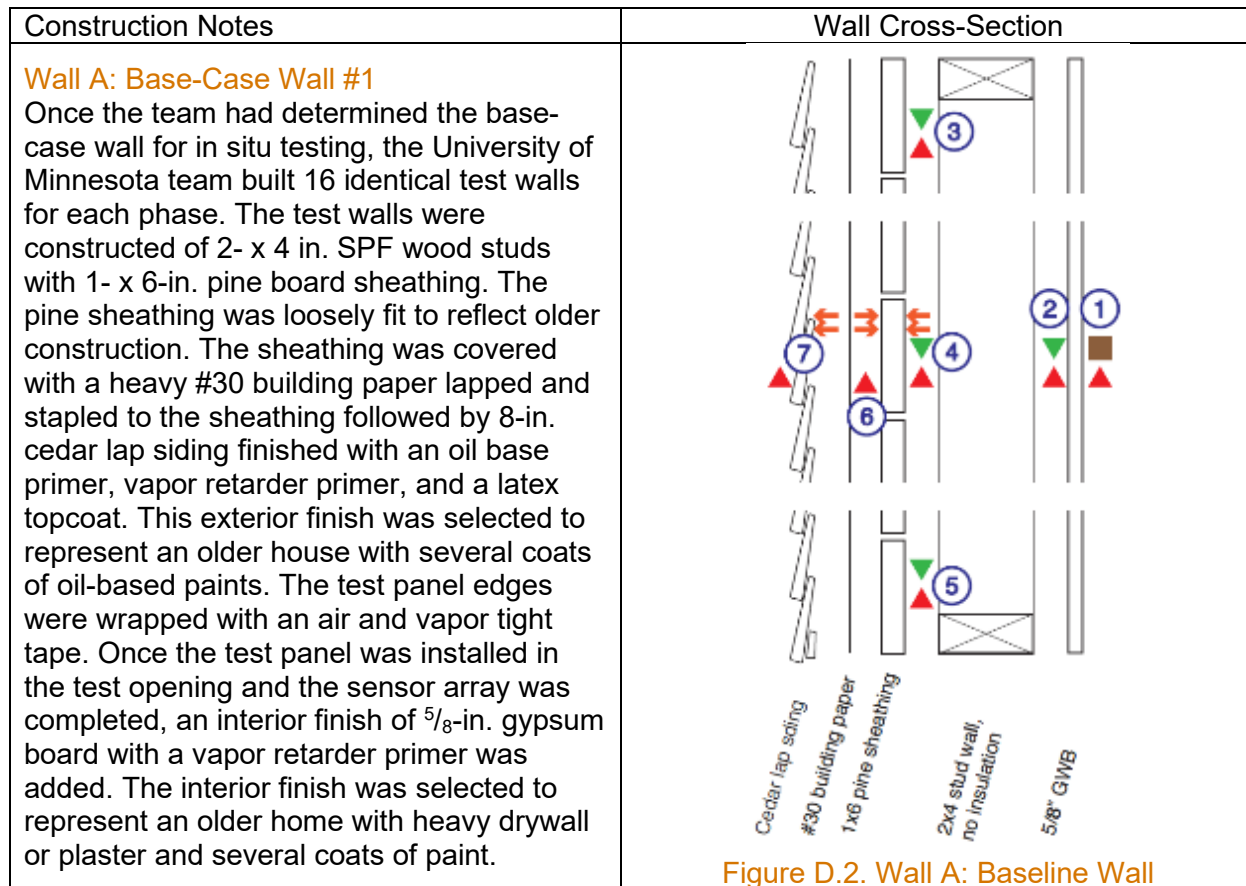 Construction Notes
Wall Cross-Section
Wall A: Base-Case Wall #1
Once the team had determined the base-
case wall for in situ testing, the University of
Minnesota team built 16 identical test walls
for each phase. The test walls were
constructed of 2- x 4 in. SPF wood studs
with 1- x 6-in. pine board sheathing. The
pine sheathing was loosely fit to reflect older
construction. The sheathing was covered
with a heavy #30 building paper lapped and
stapled to the sheathing followed by 8-in.
cedar lap siding finished with an oil base
primer, vapor retarder primer, and a latex
topcoat. This exterior finish was selected to
represent an older house with several coats
of oil-based paints. The test panel edges
were wrapped with an air and vapor tight
tape. Once the test panel was installed in
the test opening and the sensor array was
completed, an interior finish of 5/8-in. gypsum
board with a vapor retarder primer was
added. The interior finish was selected to
represent an older home with heavy drywall
or plaster and several coats of paint.
3
2
1
7
4
6
5
Cedar lap sding
#30 building paper
1x6 pine sheathing
2x4 stud wall,
no insulation
5/8" GWB
Figure D.2. Wall A: Baseline Wall